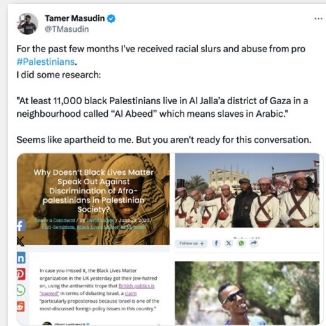 Tamer Masudin
@TMasudin
For the past few months I've received racial slurs and abuse from pro
#Palestinians.
I did some research:
"At least 11,000 black Palestinians live in Al Jalla'a district of Gaza in a
neighbourhood called "Al Abeed" which means slaves in Arabic."
Seems like apartheid to me. But you aren't ready for this conversation.
Why Doesn't Black Lives Matter
Speak Out Against
Discrimination of Afro-
palestinians in Palestinian
Society?
Follow us
In case you missed it, the Black Lives Matter
organization in the UK yesterday got their Jew-hatred
on, using the antisemitic trope that British politics is
"gagged" in terms of debating Israel, a claim
"particularly preposterous because Israel is one of the
most-discussed foreign policy issues in this country."